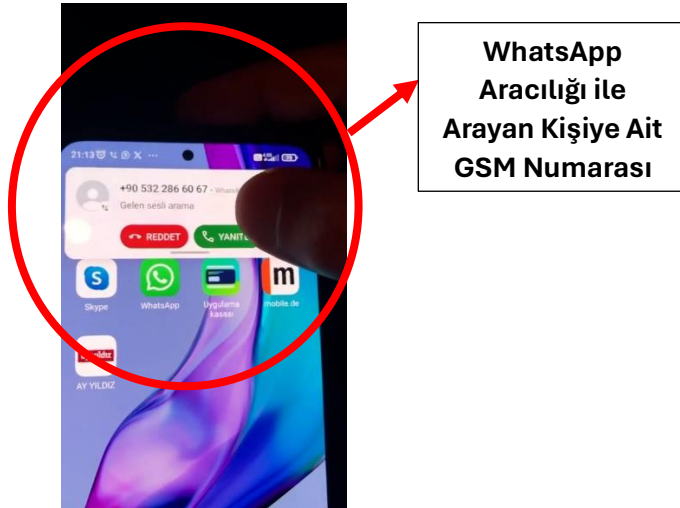 WhatsApp
Aracılığı ile
Arayan Kişiye Ait
GSM Numarası
21:13
+90 532 286 60 67
Gelen sesli arama
REDDET
Skype
WhatsApp
Uygulama
kasası
mobile.de
AY YILDIZ